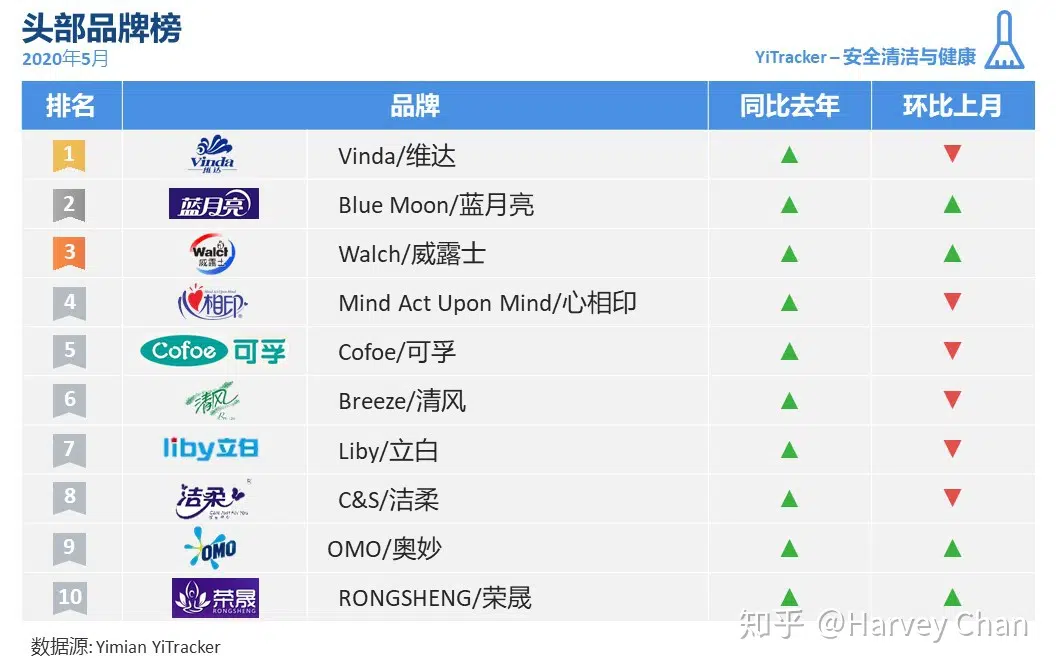 头部品牌榜
2020年5月
YiTracker – 安全清洁与健康
排名 品牌 同比去年 环比上月
1 Vinda 维达 Vinda/维达 ▲ ▼
2 蓝月亮 Blue Moon/蓝月亮 ▲ ▲
3 Walch 威露士 Walch/威露士 ▲ ▲
4 心相印 Mind Act Upon Mind/心相印 ▲ ▼
5 Cofoe 可孚 Cofoe/可孚 ▲ ▼
6 清风 Breeze/清风 ▲ ▼
7 liby立白 Liby/立白 ▲ ▼
8 洁柔 C&S/洁柔 ▲ ▼
9 OMO OMO/奥妙 ▲ ▲
10 荣晟 RONGSHENG RONGSHENG/荣晟 ▲ ▲
知乎 @Harvey Chan
数据源: Yimian YiTracker